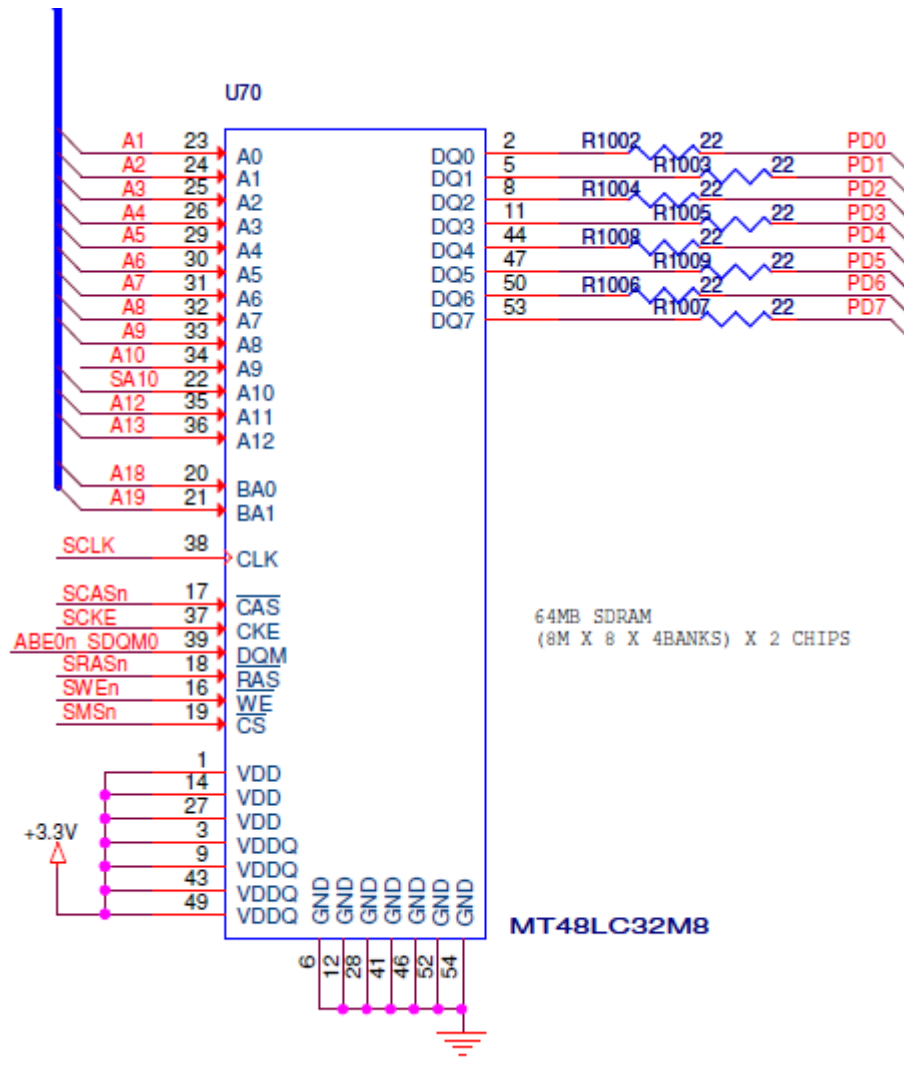 U70
A1 23 A0 DQ0 2 R1002 22 PD0
A2 24 A1 DQ1 5 R1003 22 PD1
A3 25 A2 DQ2 8 R1004 22 PD2
A4 26 A3 DQ3 11 R1005 22 PD3
A5 29 A4 DQ4 44 R1008 22 PD4
A6 30 A5 DQ5 47 R1009 22 PD5
A7 31 A6 DQ6 50 R1006 22 PD6
A8 32 A7 DQ7 53 R1007 22 PD7
A9 33 A8
A10 34 A9
SA10 22 A10
A12 35 A11
A13 36 A12
A18 20 BA0
A19 21 BA1
SCLK 38 CLK
SCASn 17 CAS
SCKE 37 CKE
ABE0n_SDQM0 39 DQM
SRASn 18 RAS
SWEn 16 WE
SMSn 19 CS
64MB SDRAM
(8M X 8 X 4BANKS) X 2 CHIPS
1 VDD
14 VDD
27 VDD
+3.3V 3 VDDQ
9 VDDQ
43 VDDQ
49 VDDQ
GND GND GND GND GND GND GND
MT48LC32M8
6 12 28 41 46 52 54